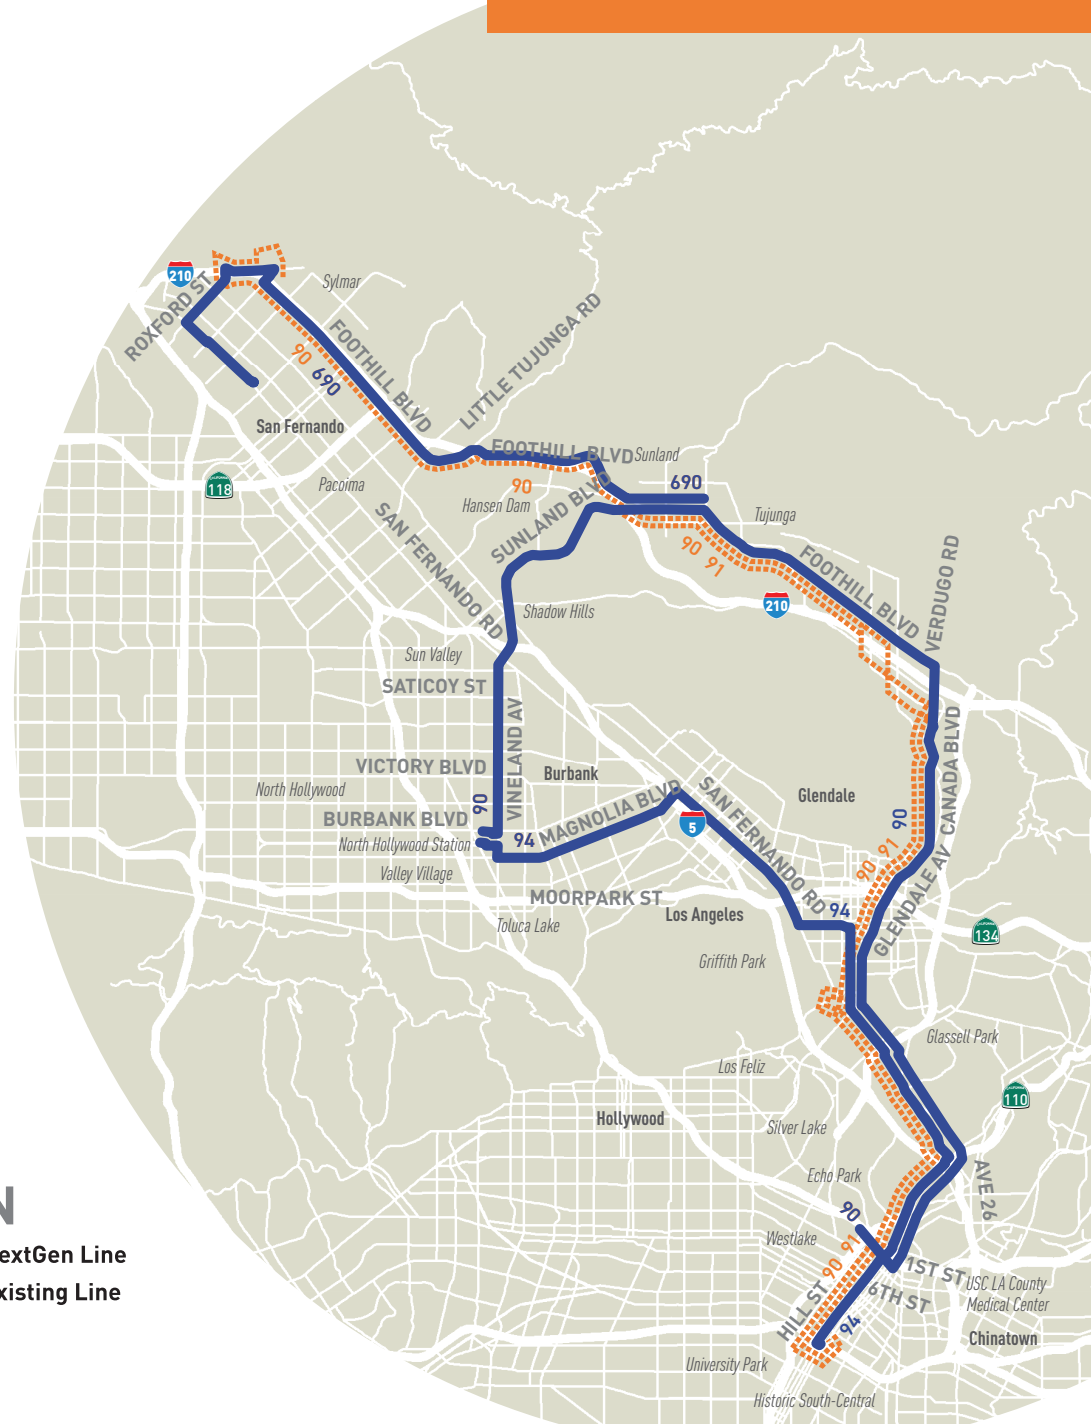 210
ROXFORD ST
Sylmar
FOOTHILL BLVD
LITTLE TUJUNGA RD
90
690
San Fernando
FOOTHILL BLVD
Sunland
118
CALIFORNIA
Pacoima
90
Hansen Dam
690
SUNLAND BLVD
SAN FERNANDO RD
Tujunga
90
91
FOOTHILL BLVD
VERDUGO RD
210
Shadow Hills
Sun Valley
SATICOY ST
VINELAND AV
VICTORY BLVD
Burbank
North Hollywood
90
BURBANK BLVD
North Hollywood Station
94
MAGNOLIA BLVD
5
SAN FERNANDO RD
Glendale
CANADA BLVD
90
90
91
Valley Village
MOORPARK ST
Los Angeles
94
GLENDALE AV
Toluca Lake
134
Griffith Park
Glassell Park
Los Feliz
110
Hollywood
Silver Lake
Echo Park
AVE 26
90
Westlake
90
91
1ST ST
USC LA County
Medical Center
6TH ST
HILL ST
94
Chinatown
University Park
Historic South-Central
N
extGen Line
xisting Line